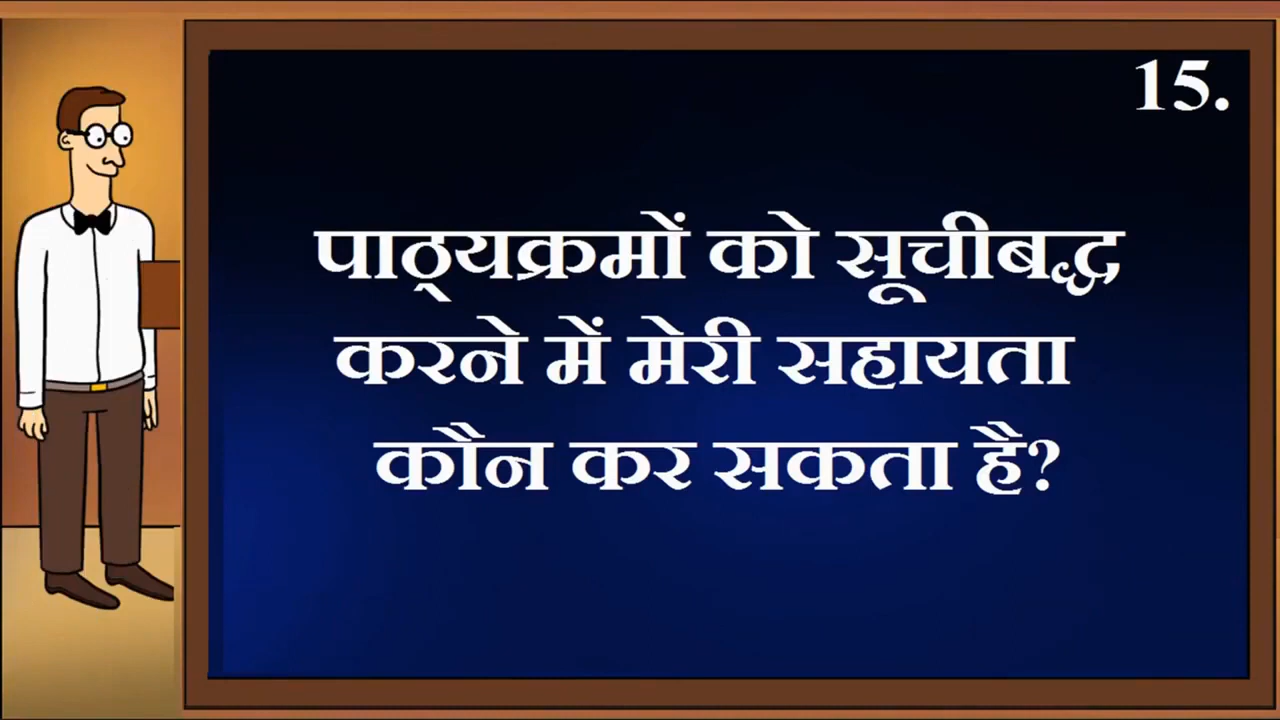 15.
पाठ्यक्रमों को सूचीबद्ध
करने में मेरी सहायता
कौन कर सकता है?